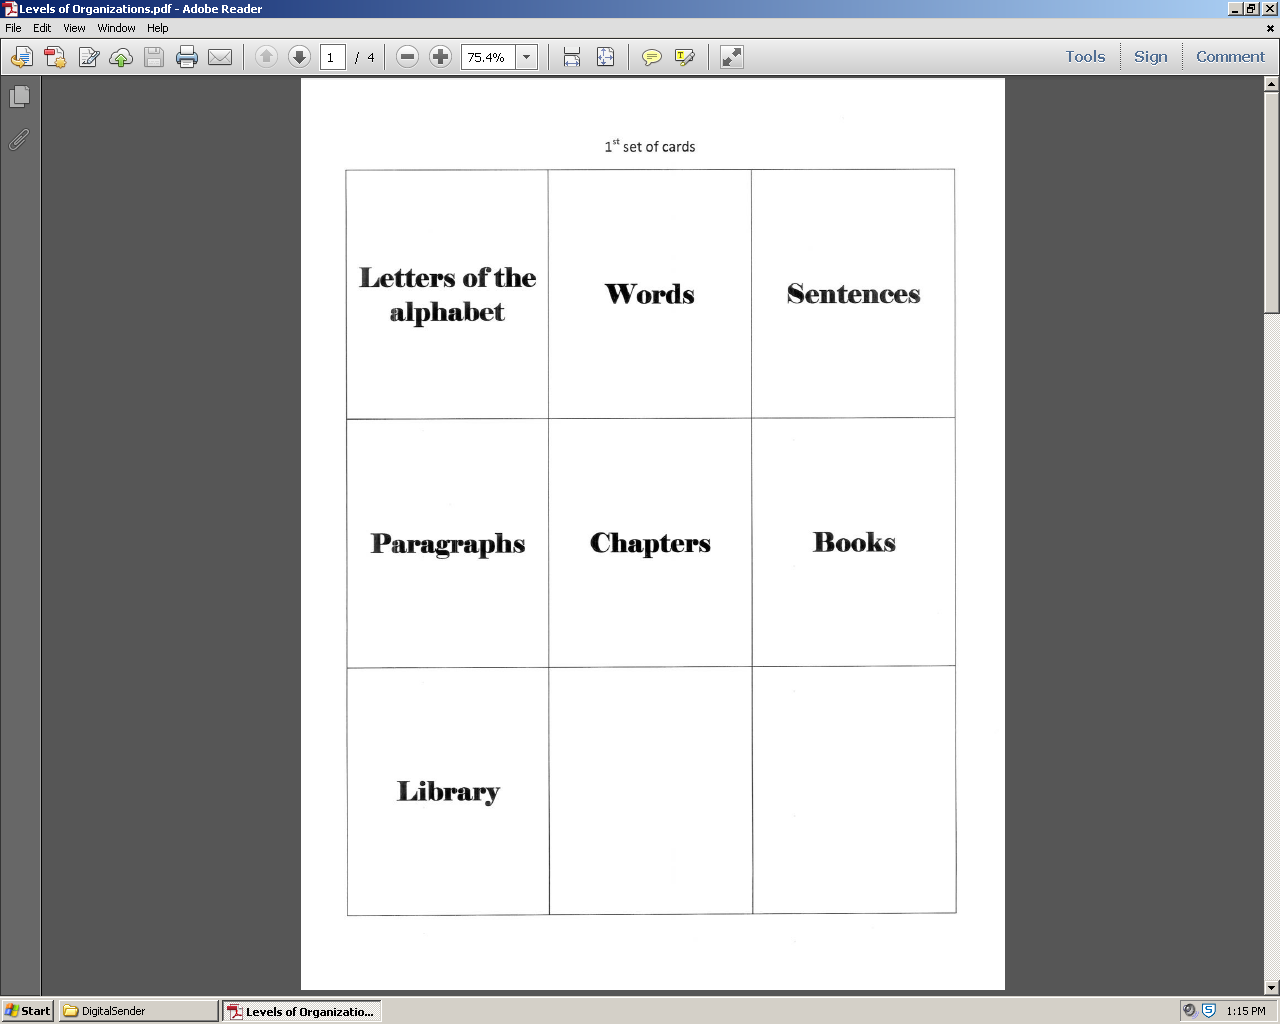 Levels of Organizations.pdf - Adobe Reader
File Edit View Window Help
1 / 4 75.4% Tools Sign Comment
1st set of cards
Letters of the
alphabet
Words
Sentences
Paragraphs
Chapters
Books
Library
Start DigitalSender Levels of Organizatio... 1:15 PM